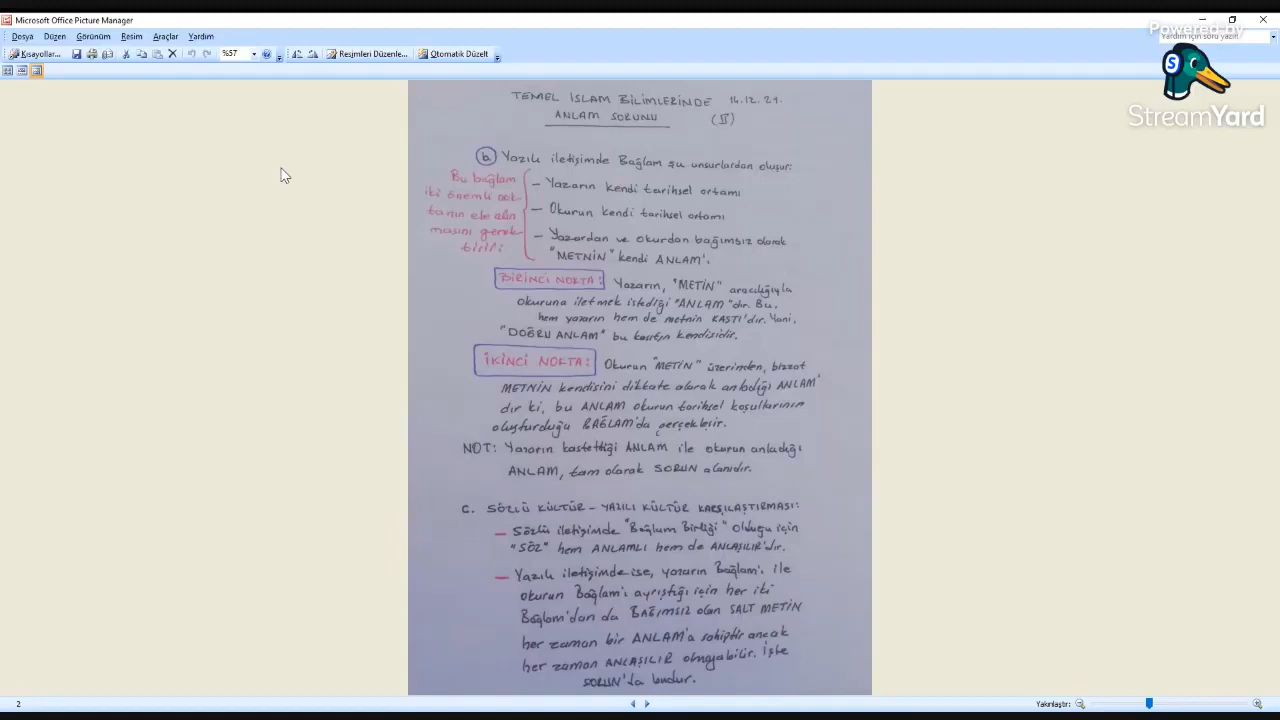 Microsoft Office Picture Manager
Dosya Düzen Görünüm Resim Araçlar Yardım
Yardım için soru yazın
Powered by
Kısayollar... %57 Resimleri Düzenle... Otomatik Düzelt
StreamYard
TEMEL İSLAM BİLİMLERİNDE 14.12.21.
ANLAM SORUNU (II)
b. Yazılı iletişimde Bağlam şu unsurlardan oluşur:
Bu bağlam
iki önemli nok-
tanın ele alın
masını gerek-
tirir:
- Yazarın kendi tarihsel ortamı
- Okurun kendi tarihsel ortamı
- Yazardan ve okurdan bağımsız olarak
"METNİN" kendi ANLAM'ı.
BİRİNCİ NOKTA: Yazarın, "METİN" aracılığıyla
okuruna iletmek istediği "ANLAM"dır. Bu,
hem yazarın hem de metnin KASTI'dır. Yani,
"DOĞRU ANLAM" bu kastın kendisidir.
İKİNCİ NOKTA: Okurun "METİN" üzerinden, bizzat
METNİN kendisini dikkate alarak anladığı ANLAM'
dır ki, bu ANLAM okurun tarihsel koşullarının
oluşturduğu BAĞLAM'da gerçekleşir.
NOT: Yazarın kastettiği ANLAM ile okurun anladığı
ANLAM, tam olarak SORUN alanıdır.
C. SÖZLÜ KÜLTÜR - YAZILI KÜLTÜR KARŞILAŞTIRMASI:
- Sözlü iletişimde "Bağlam Birliği" olduğu için
"SÖZ" hem ANLAMLI hem de ANLAŞILIR'dır.
- Yazılı iletişimde ise, yazarın Bağlam'ı ile
okurun Bağlam'ı ayrıştığı için her iki
Bağlam'dan da BAĞIMSIZ olan SALT METİN
her zaman bir ANLAM'a sahiptir ancak
her zaman ANLAŞILIR olmayabilir. İşte
SORUN'da budur.
2 Yakınlaştır: